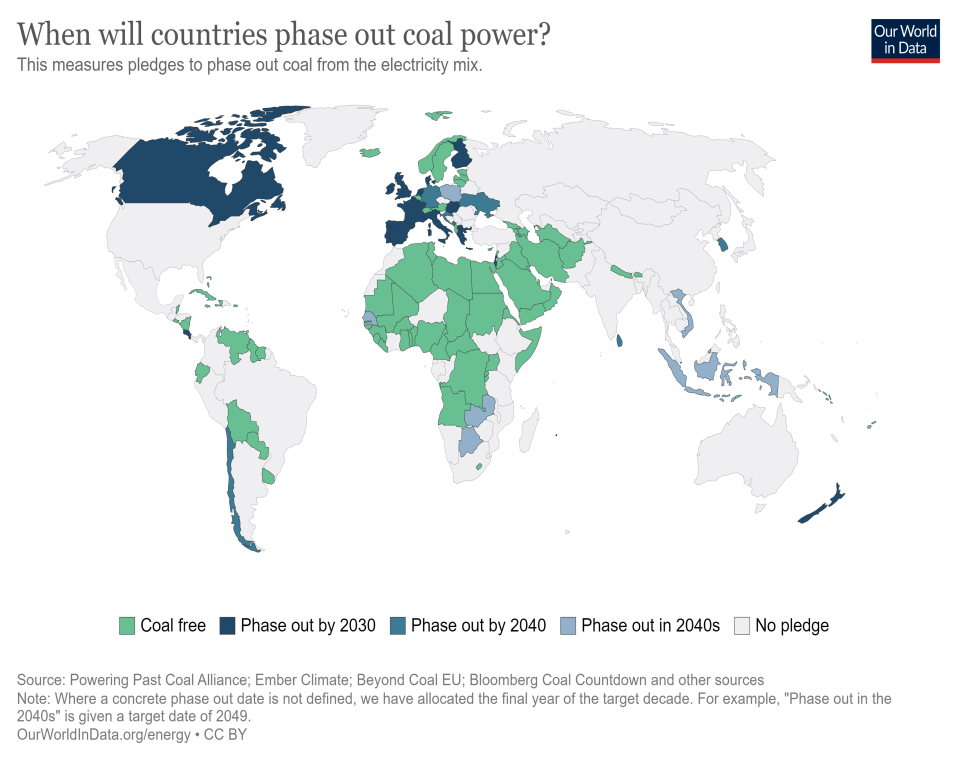 When will countries phase out coal power?
This measures pledges to phase out coal from the electricity mix.
Our World
in Data
Coal free
Phase out by 2030
Phase out by 2040
Phase out in 2040s
No pledge
Source: Powering Past Coal Alliance; Ember Climate; Beyond Coal EU; Bloomberg Coal Countdown and other sources
Note: Where a concrete phase out date is not defined, we have allocated the final year of the target decade. For example, "Phase out in the
2040s" is given a target date of 2049.
OurWorldInData.org/energy • CC BY